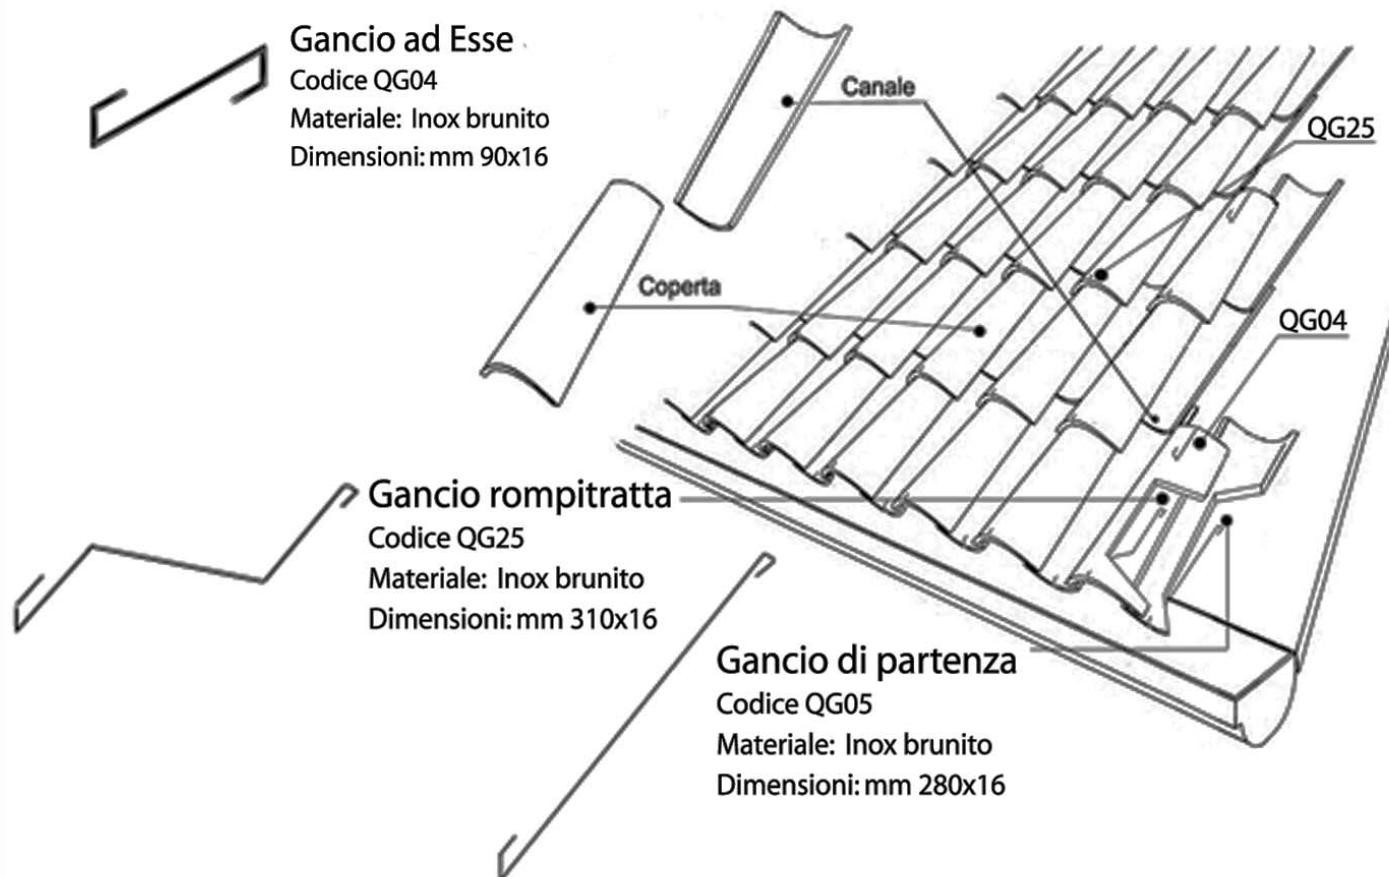 Gancio ad Esse
Codice QG04
Materiale: Inox brunito
Dimensioni: mm 90x16
Canale
QG25
Coperta
QG04
Gancio rompitratta
Codice QG25
Materiale: Inox brunito
Dimensioni: mm 310x16
Gancio di partenza
Codice QG05
Materiale: Inox brunito
Dimensioni: mm 280x16